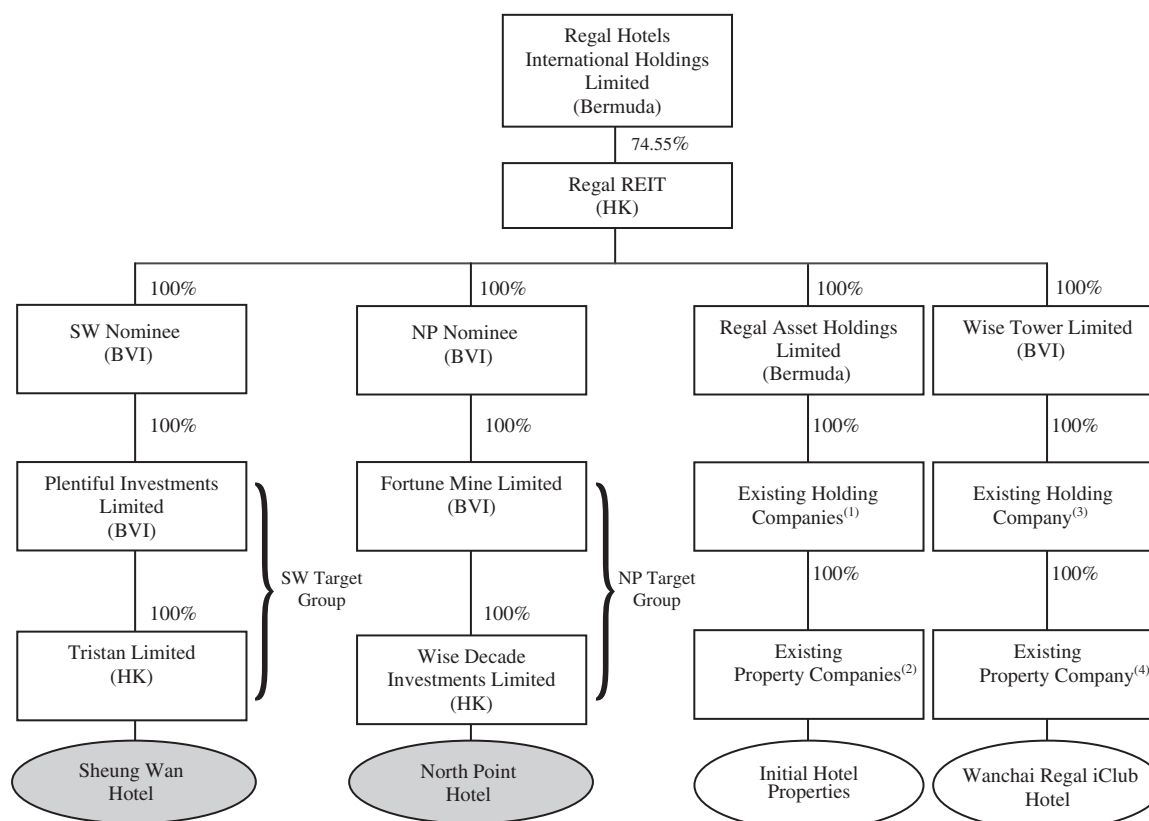 Regal Hotels
International Holdings
Limited
(Bermuda)
74.55%
Regal REIT
(HK)
100%
100%
100%
100%
SW Nominee
(BVI)
NP Nominee
(BVI)
Regal Asset Holdings
Limited
(Bermuda)
Wise Tower Limited
(BVI)
100%
100%
100%
100%
Plentiful Investments
Limited
(BVI)
Fortune Mine Limited
(BVI)
Existing Holding
Companies(1)
Existing Holding
Company(3)
SW Target
Group
NP Target
Group
100%
100%
100%
100%
Tristan Limited
(HK)
Wise Decade
Investments Limited
(HK)
Existing
Property Companies(2)
Existing
Property Company(4)
Sheung Wan
Hotel
North Point
Hotel
Initial Hotel
Properties
Wanchai Regal iClub
Hotel